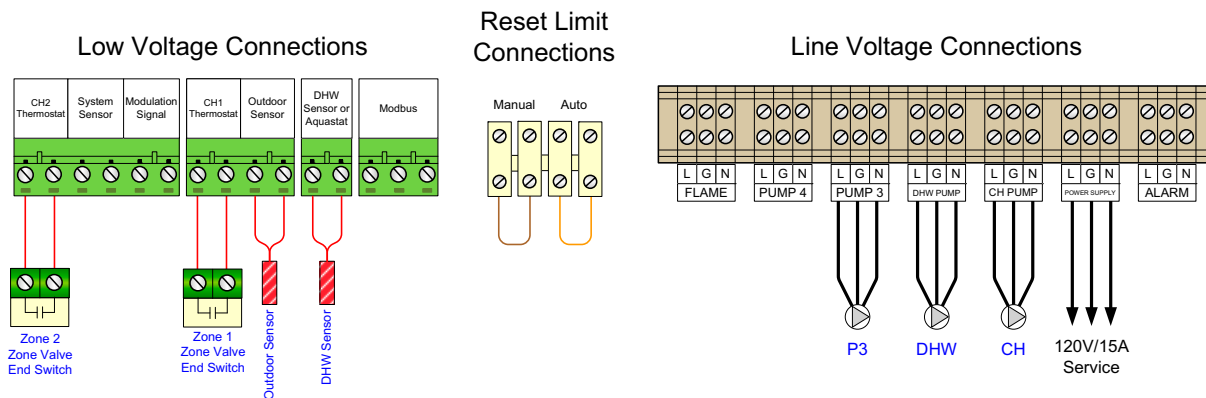 Low Voltage Connections
Reset Limit
Connections
Line Voltage Connections
CH2
Thermostat
System
Sensor
Modulation
Signal
CH1
Thermostat
Outdoor
Sensor
DHW
Sensor or
Aquastat
Modbus
Manual
Auto
L G N
FLAME
L G N
PUMP 4
L G N
PUMP 3
L G N
DHW PUMP
L G N
CH PUMP
L G N
POWER SUPPLY
L G N
ALARM
Zone 2
Zone Valve
End Switch
Zone 1
Zone Valve
End Switch
Outdoor Sensor
DHW Sensor
P3
DHW
CH
120V/15A
Service